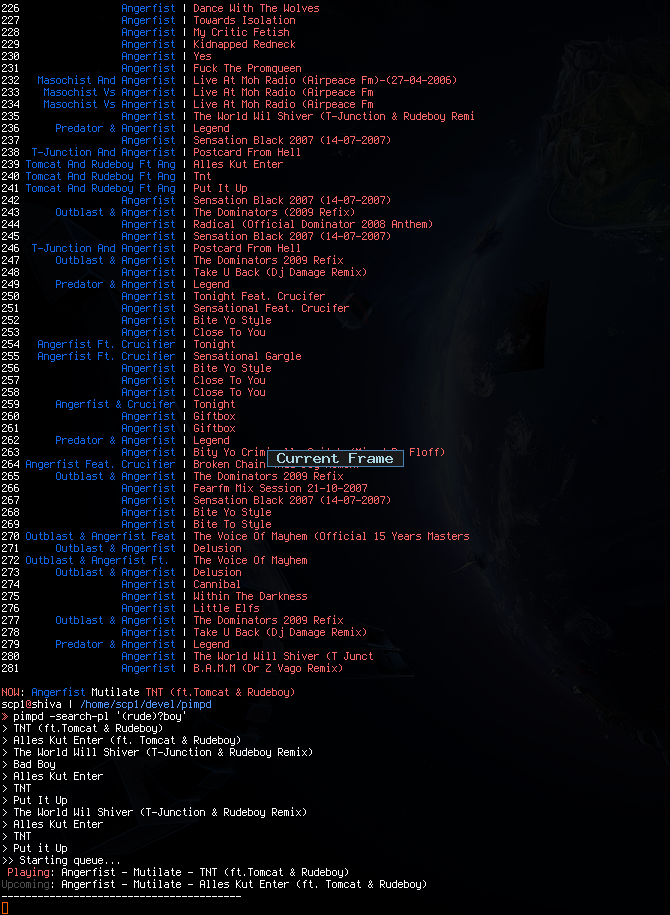 226 Angerfist | Dance With The Wolves
227 Angerfist | Towards Isolation
228 Angerfist | My Critic Fetish
229 Angerfist | Kidnapped Redneck
230 Angerfist | Yes
231 Angerfist | Fuck The Promqueen
232 Masochist And Angerfist | Live At Moh Radio (Airpeace Fm)-(27-04-2006)
233 Masochist Vs Angerfist | Live At Moh Radio (Airpeace Fm
234 Masochist Vs Angerfist | Live At Moh Radio (Airpeace Fm
235 Angerfist | The World Wil Shiver (T-Junction & Rudeboy Remi
236 Predator & Angerfist | Legend
237 Angerfist | Sensation Black 2007 (14-07-2007)
238 T-Junction And Angerfist | Postcard From Hell
239 Tomcat And Rudeboy Ft Ang | Alles Kut Enter
240 Tomcat And Rudeboy Ft Ang | Tnt
241 Tomcat And Rudeboy Ft Ang | Put It Up
242 Angerfist | Sensation Black 2007 (14-07-2007)
243 Outblast & Angerfist | The Dominators (2009 Refix)
244 Angerfist | Radical (Official Dominator 2008 Anthem)
245 Angerfist | Sensation Black 2007 (14-07-2007)
246 T-Junction And Angerfist | Postcard From Hell
247 Outblast & Angerfist | The Dominators 2009 Refix
248 Angerfist | Take U Back (Dj Damage Remix)
249 Predator & Angerfist | Legend
250 Angerfist | Tonight Feat. Crucifer
251 Angerfist | Sensational Feat. Crucifer
252 Angerfist | Bite Yo Style
253 Angerfist | Close To You
254 Angerfist Ft. Crucifier | Tonight
255 Angerfist Ft. Crucifier | Sensational Gargle
256 Angerfist | Bite Yo Style
257 Angerfist | Close To You
258 Angerfist | Close To You
259 Angerfist & Crucifer | Tonight
260 Angerfist | Giftbox
261 Angerfist | Giftbox
262 Predator & Angerfist | Legend
263 Angerfist | Bity Yo Floff)
Current Frame
264 Angerfist Feat. Crucifier | Broken Chain
265 Outblast & Angerfist | The Dominators 2009 Refix
266 Angerfist | Fearfm Mix Session 21-10-2007
267 Angerfist | Sensation Black 2007 (14-07-2007)
268 Angerfist | Bite Yo Style
269 Angerfist | Bite To Style
270 Outblast & Angerfist Feat | The Voice Of Mayhem (Official 15 Years Masters
271 Outblast & Angerfist | Delusion
272 Outblast & Angerfist Ft. | The Voice Of Mayhem
273 Outblast & Angerfist | Delusion
274 Angerfist | Cannibal
275 Angerfist | Within The Darkness
276 Angerfist | Little Elfs
277 Outblast & Angerfist | The Dominators 2009 Refix
278 Angerfist | Take U Back (Dj Damage Remix)
279 Predator & Angerfist | Legend
280 Angerfist | The World Will Shiver (T Junct
281 Angerfist | B.A.M.M (Dr Z Vago Remix)
NOW: Angerfist Mutilate TNT (ft.Tomcat & Rudeboy)
scp1@shiva | /home/scp1/devel/pimpd
» pimpd -search-pl '(rude)?boy'
> TNT (ft.Tomcat & Rudeboy)
> Alles Kut Enter (ft. Tomcat & Rudeboy)
> The World Will Shiver (T-Junction & Rudeboy Remix)
> Bad Boy
> Alles Kut Enter
> TNT
> Put It Up
> The World Wil Shiver (T-Junction & Rudeboy Remix)
> Alles Kut Enter
> TNT
> Put it Up
>> Starting queue...
Playing: Angerfist - Mutilate - TNT (ft.Tomcat & Rudeboy)
Upcoming: Angerfist - Mutilate - Alles Kut Enter (ft. Tomcat & Rudeboy)
----------------------------------------